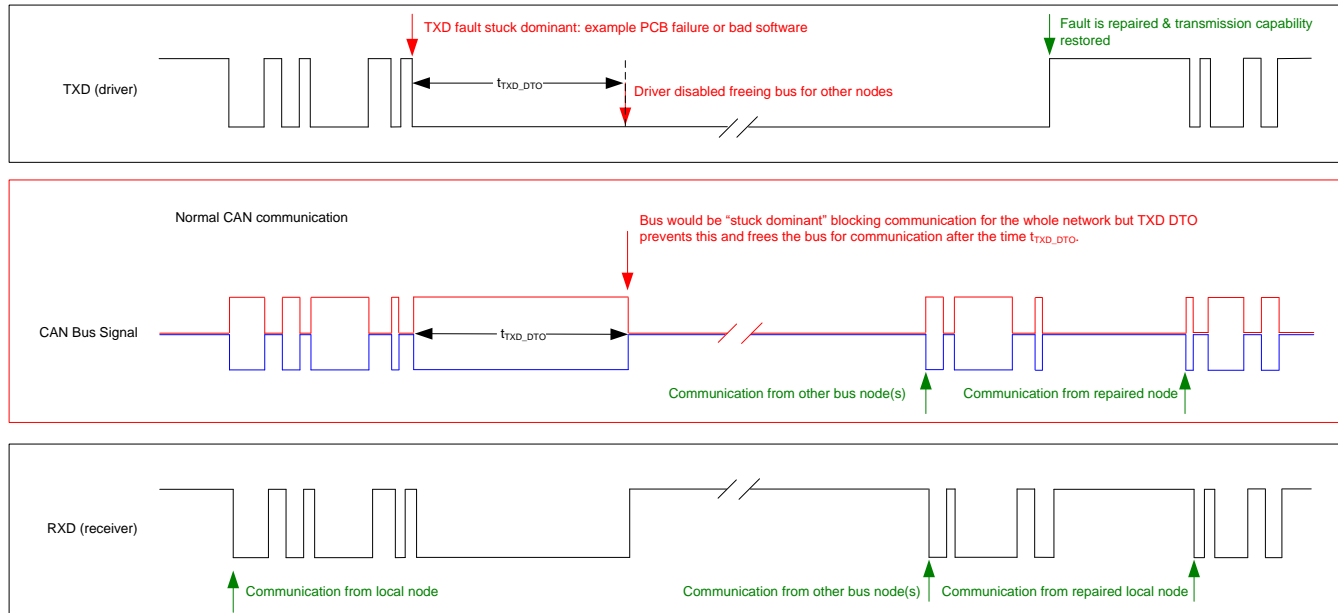 TXD fault stuck dominant: example PCB failure or bad software
Fault is repaired & transmission capability
restored
TXD (driver)
tTXD_DTO
Driver disabled freeing bus for other nodes
Normal CAN communication
Bus would be “stuck dominant” blocking communication for the whole network but TXD DTO
prevents this and frees the bus for communication after the time tTXD_DTO.
CAN Bus Signal
tTXD_DTO
Communication from other bus node(s)
Communication from repaired node
RXD (receiver)
Communication from local node
Communication from other bus node(s)
Communication from repaired local node